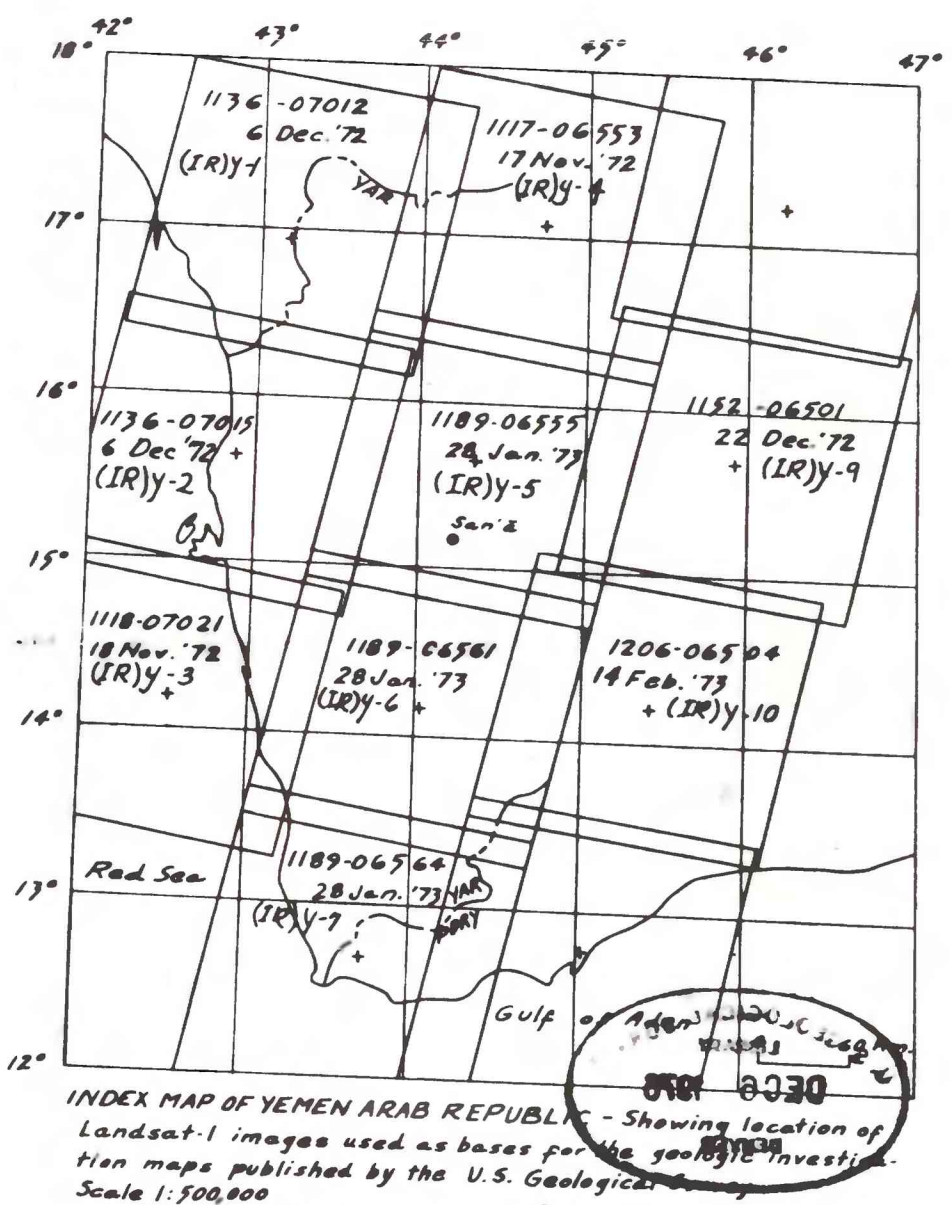 42° 43° 44° 45° 46° 47°
18°
1136-07012
6 Dec.'72
(IR)Y-1
1117-06553
17 Nov.'72
(IR)Y-4
YAR
17°
16°
1136-07015
6 Dec '72
(IR)Y-2
1189-06555
28 Jan.'73
(IR)Y-5
San'a
1152-06501
22 Dec.'72
(IR)Y-9
15°
1118-07021
18 Nov.'72
(IR)Y-3
1189-06561
28 Jan.'73
(IR)Y-6
1206-06504
14 Feb.'73
(IR)Y-10
14°
Red Sea
1189-06564
28 Jan.'73
(IR)Y-7
YAR
PDRY
13°
Gulf of Aden
12°
INDEX MAP OF YEMEN ARAB REPUBLIC - Showing location of
Landsat-1 images used as bases for the geologic investiga-
tion maps published by the U.S. Geological Survey
Scale 1:500,000